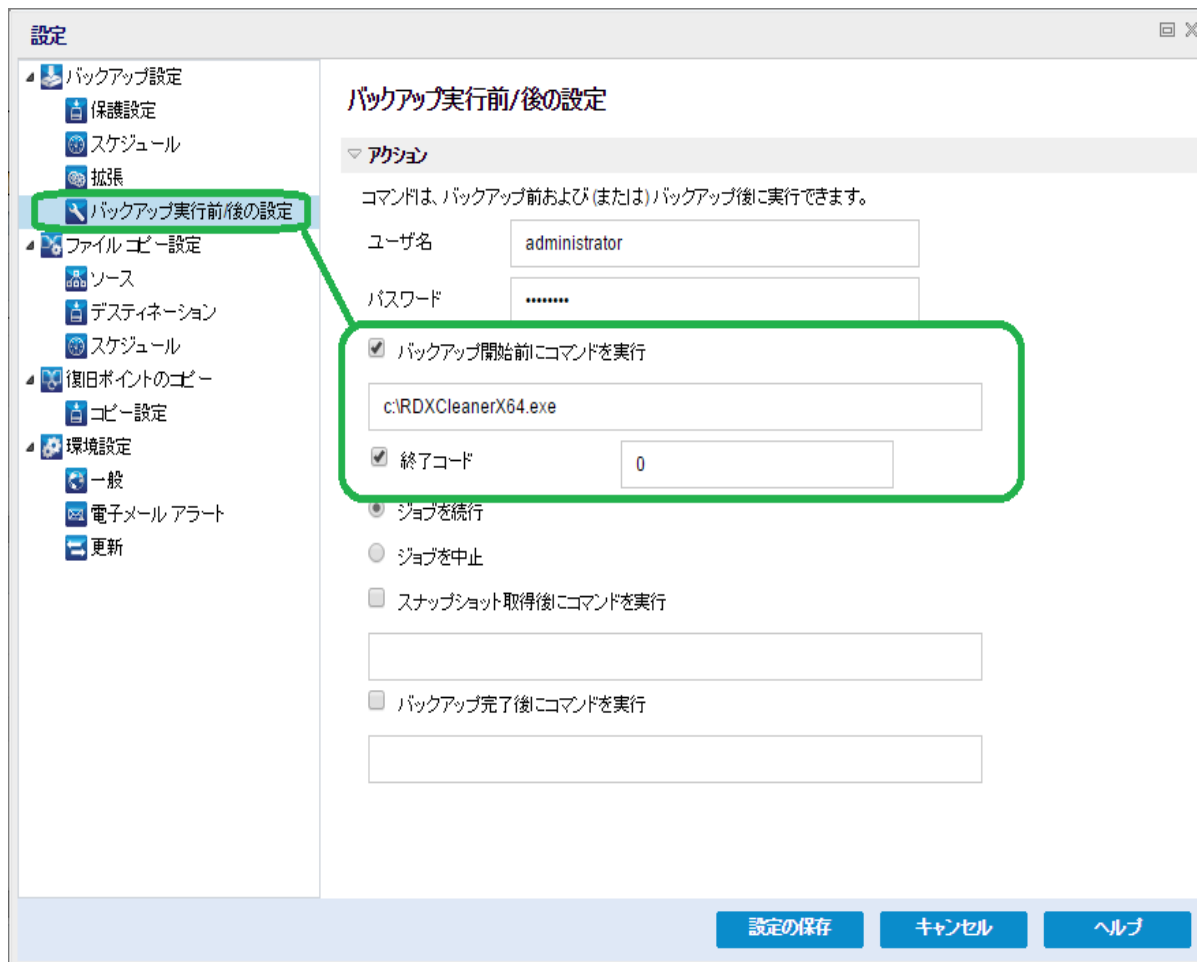 設定
バックアップ設定
保護設定
スケジュール
拡張
バックアップ実行前/後の設定
ファイル コピー設定
ソース
デスティネーション
スケジュール
復旧ポイントのコピー
コピー設定
環境設定
一般
電子メール アラート
更新
バックアップ実行前/後の設定
アクション
コマンドは、バックアップ前および (または) バックアップ後に実行できます。
ユーザ名 administrator
パスワード ••••••••
バックアップ開始前にコマンドを実行
c:\RDXCleanerX64.exe
終了コード 0
ジョブを続行
ジョブを中止
スナップショット取得後にコマンドを実行
バックアップ完了後にコマンドを実行
設定の保存 キャンセル ヘルプ